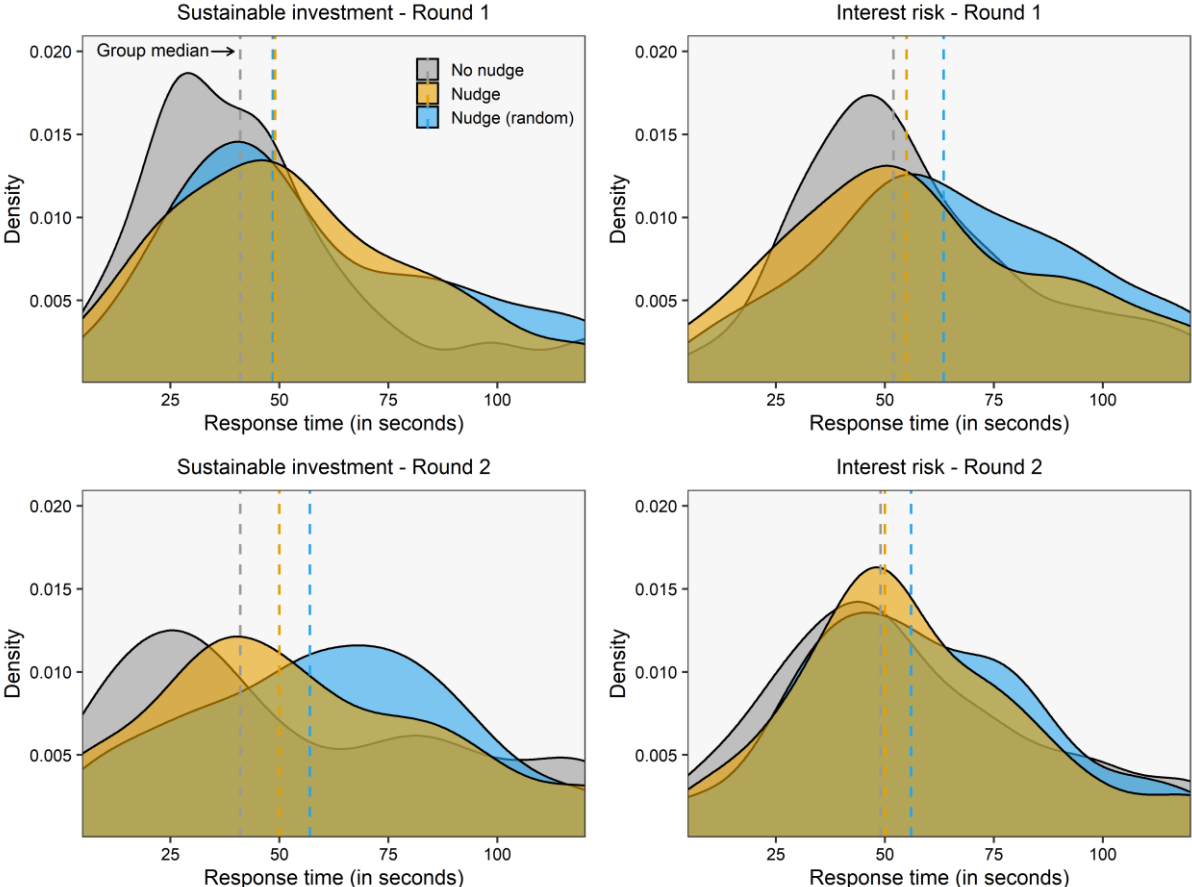 Sustainable investment - Round 1
Group median
No nudge
Nudge
Nudge (random)
0.020
0.015
0.010
0.005
Density
25 50 75 100
Response time (in seconds)
Interest risk - Round 1
0.020
0.015
0.010
0.005
Density
25 50 75 100
Response time (in seconds)
Sustainable investment - Round 2
0.020
0.015
0.010
0.005
Density
25 50 75 100
Response time (in seconds)
Interest risk - Round 2
0.020
0.015
0.010
0.005
Density
25 50 75 100
Response time (in seconds)